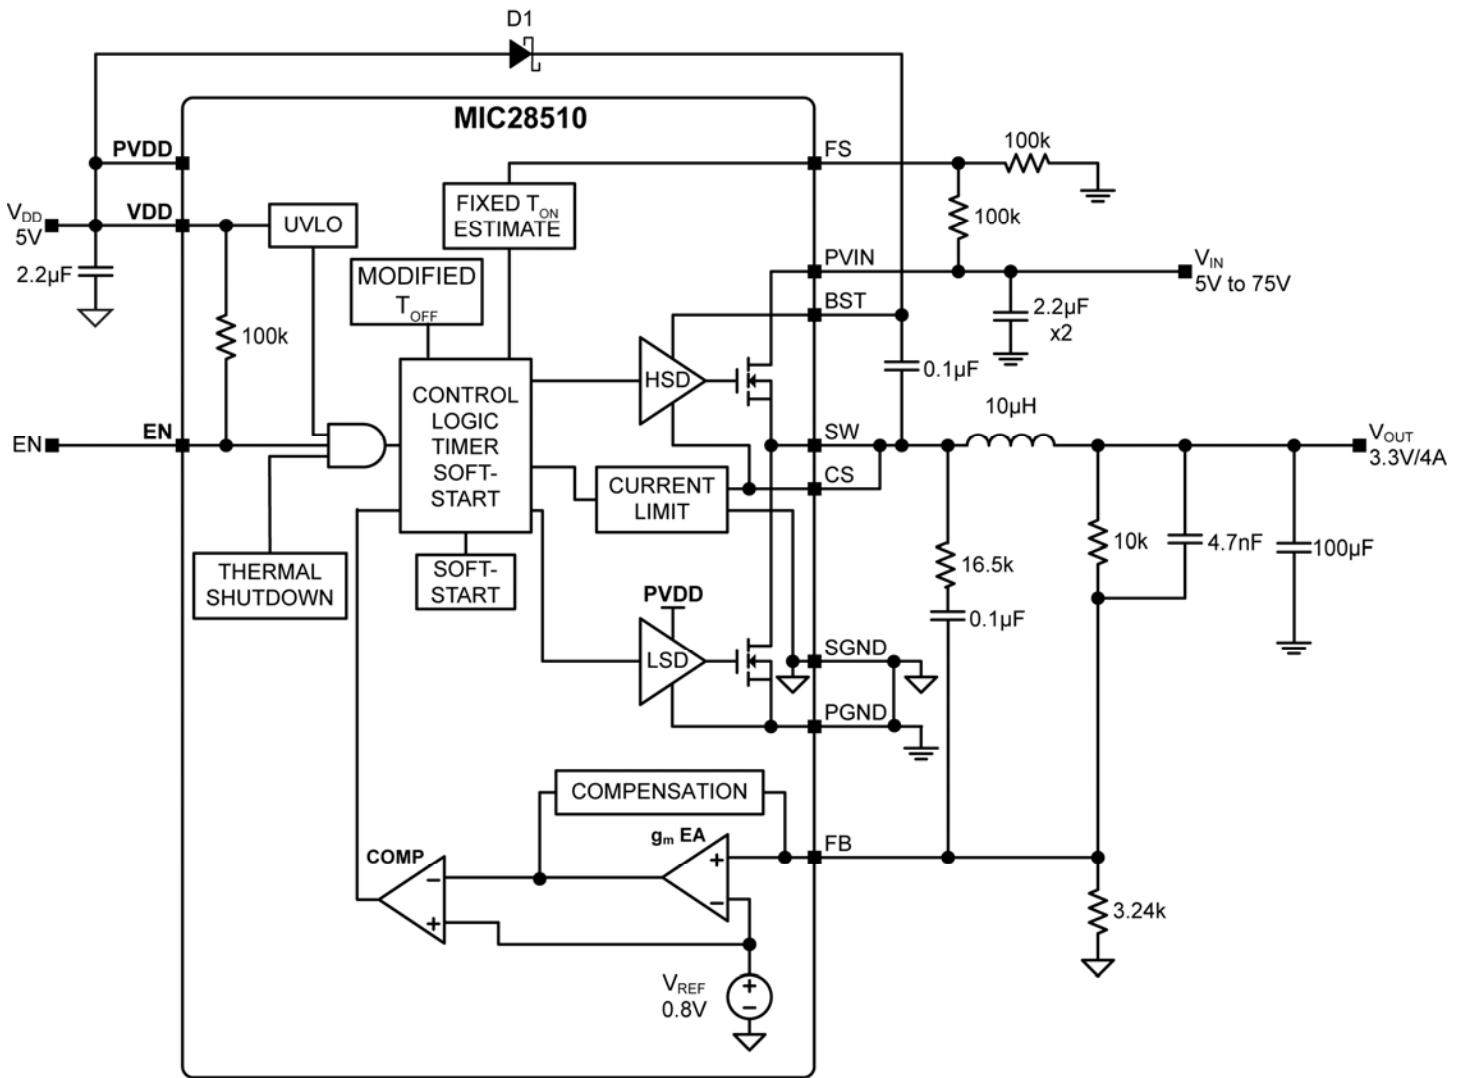 D1
MIC28510
PVDD
FS
100k
FIXED TON
ESTIMATE
100k
VDD
5V
VDD
UVLO
2.2µF
MODIFIED
TOFF
PVIN
VIN
5V to 75V
BST
2.2µF
x2
100k
HSD
0.1µF
CONTROL
LOGIC
TIMER
SOFT-
START
10µH
EN
EN
SW
VOUT
3.3V/4A
CS
CURRENT
LIMIT
10k
4.7nF
100µF
THERMAL
SHUTDOWN
SOFT-
START
16.5k
0.1µF
PVDD
LSD
SGND
PGND
COMPENSATION
gm EA
COMP
FB
+
−
−
+
3.24k
VREF
0.8V
+
−